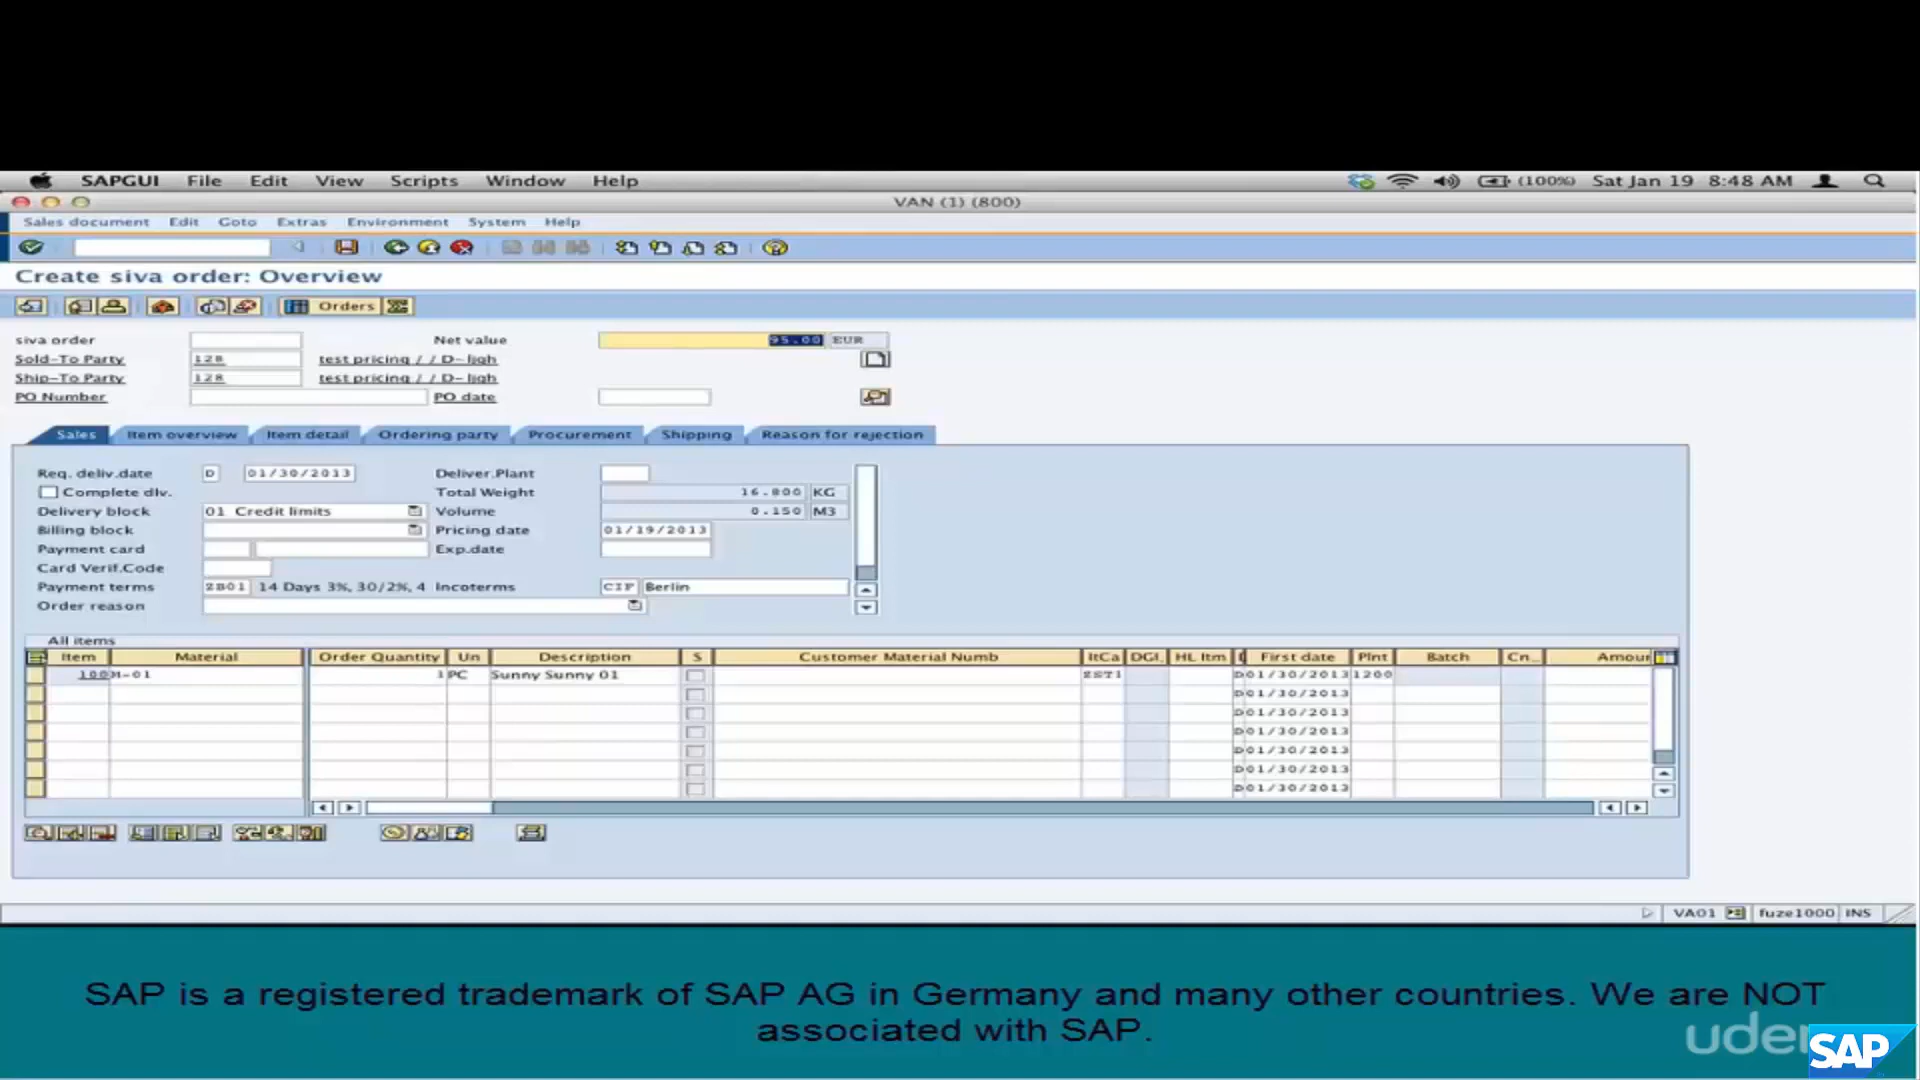 SAPGUI File Edit View Scripts Window Help (100%) Sat Jan 19 8:48 AM
VAN (1) (800)
Sales document Edit Goto Extras Environment System Help
Create siva order: Overview
Orders
siva order Net value 95.00 EUR
Sold-To Party 128 test pricing / / D-
Ship-To Party 128 test pricing / / D-
PO Number PO date
Sales Item overview Item detail Ordering party Procurement Shipping Reason for rejection
Req. deliv.date D 01/30/2013 Deliver.Plant
Complete dlv. Total Weight 16.800 KG
Delivery block 01 Credit limits Volume 0.150 M3
Billing block Pricing date 01/19/2013
Payment card Exp.date
Card Verif.Code
Payment terms ZB01 14 Days 3%, 30/2%, 4 Incoterms CIF Berlin
Order reason
All items
Item Material Order Quantity Un Description S Customer Material Numb ItCa DGI. HL Itm First date Plnt Batch Cn.. Amour
100 M-01 1 PC Sunny Sunny 01 D 01/30/2013 1200
D 01/30/2013
D 01/30/2013
D 01/30/2013
D 01/30/2013
D 01/30/2013
D 01/30/2013
VA01 fuze1000 INS
SAP is a registered trademark of SAP AG in Germany and many other countries. We are NOT
associated with SAP.
SAP